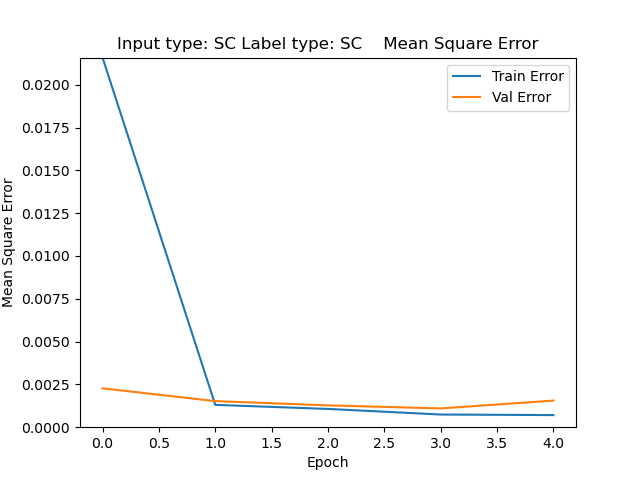 Input type: SC Label type: SC    Mean Square Error
Train Error
Val Error
Mean Square Error
0.0200
0.0175
0.0150
0.0125
0.0100
0.0075
0.0050
0.0025
0.0000
0.0 0.5 1.0 1.5 2.0 2.5 3.0 3.5 4.0
Epoch